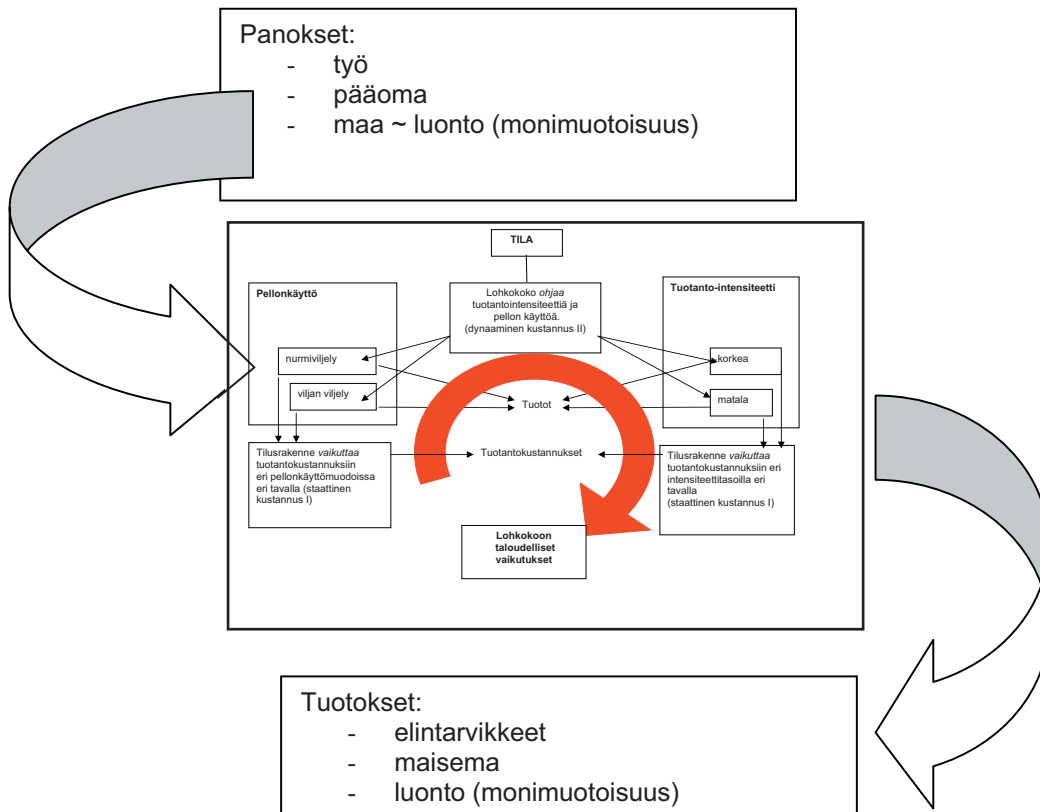 Panokset:
- työ
- pääoma
- maa ~ luonto (monimuotoisuus)
TILA
Pellonkäyttö
Lohkokoko ohjaa
tuotantointensiteettiä ja
pellon käyttöä.
(dynaaminen kustannus II)
Tuotanto-intensiteetti
nurmiviljely
korkea
viljan viljely
Tuotot
matala
Tilusrakenne vaikuttaa
tuotantokustannuksiin
eri pellonkäyttömuodoissa
eri tavalla (staattinen
kustannus I)
Tuotantokustannukset
Tilusrakenne vaikuttaa
tuotantokustannuksiin eri
intensiteettitasoilla eri
tavalla
(staattinen kustannus I)
Lohkokoon
taloudelliset
vaikutukset
Tuotokset:
- elintarvikkeet
- maisema
- luonto (monimuotoisuus)